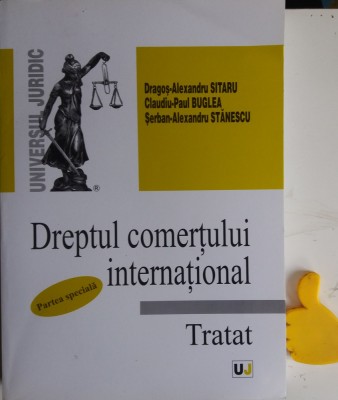 UNIVERSUL JURIDIC
®
Dragoș-Alexandru SITARU
Claudiu-Paul BUGLEA
Șerban-Alexandru STĂNESCU
Dreptul comerțului
internațional
Partea specială
Tratat
UJ